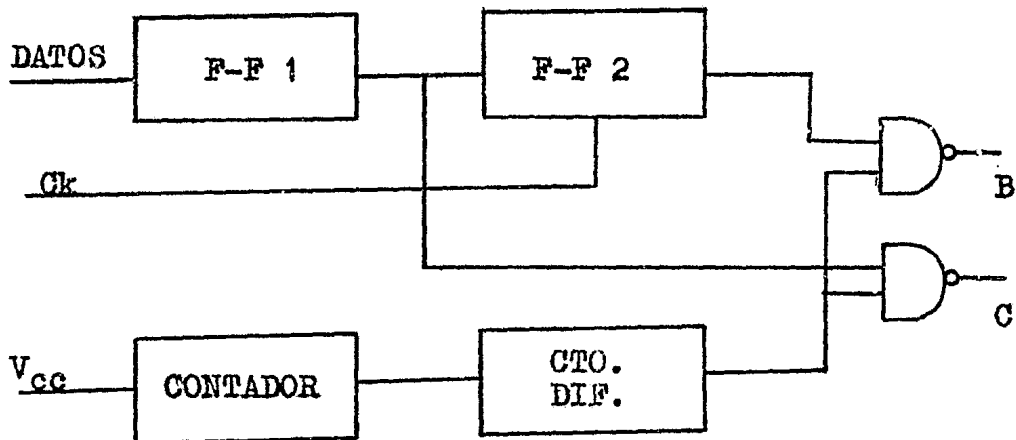 DATOS
F-F 1
F-F 2
Ck
B
C
Vcc
CONTADOR
CTO.
DIF.